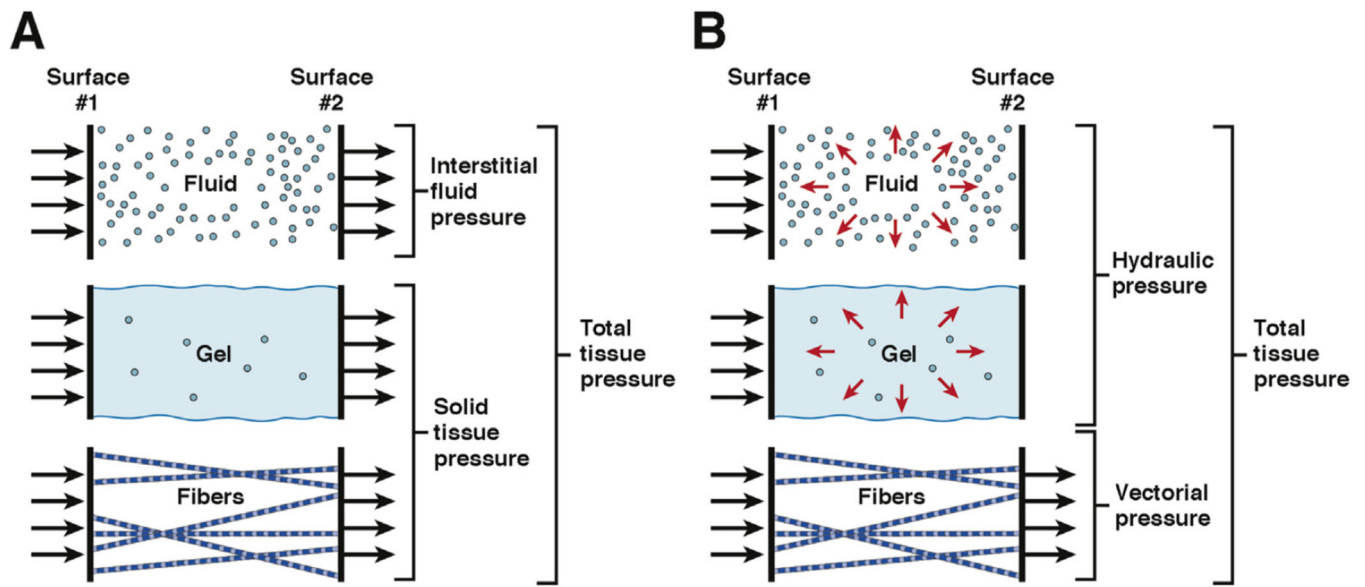 A
Surface
#1
Surface
#2
Fluid
Interstitial
fluid
pressure
Gel
Solid
tissue
pressure
Fibers
Total
tissue
pressure
B
Surface
#1
Surface
#2
Fluid
Gel
Hydraulic
pressure
Fibers
Vectorial
pressure
Total
tissue
pressure